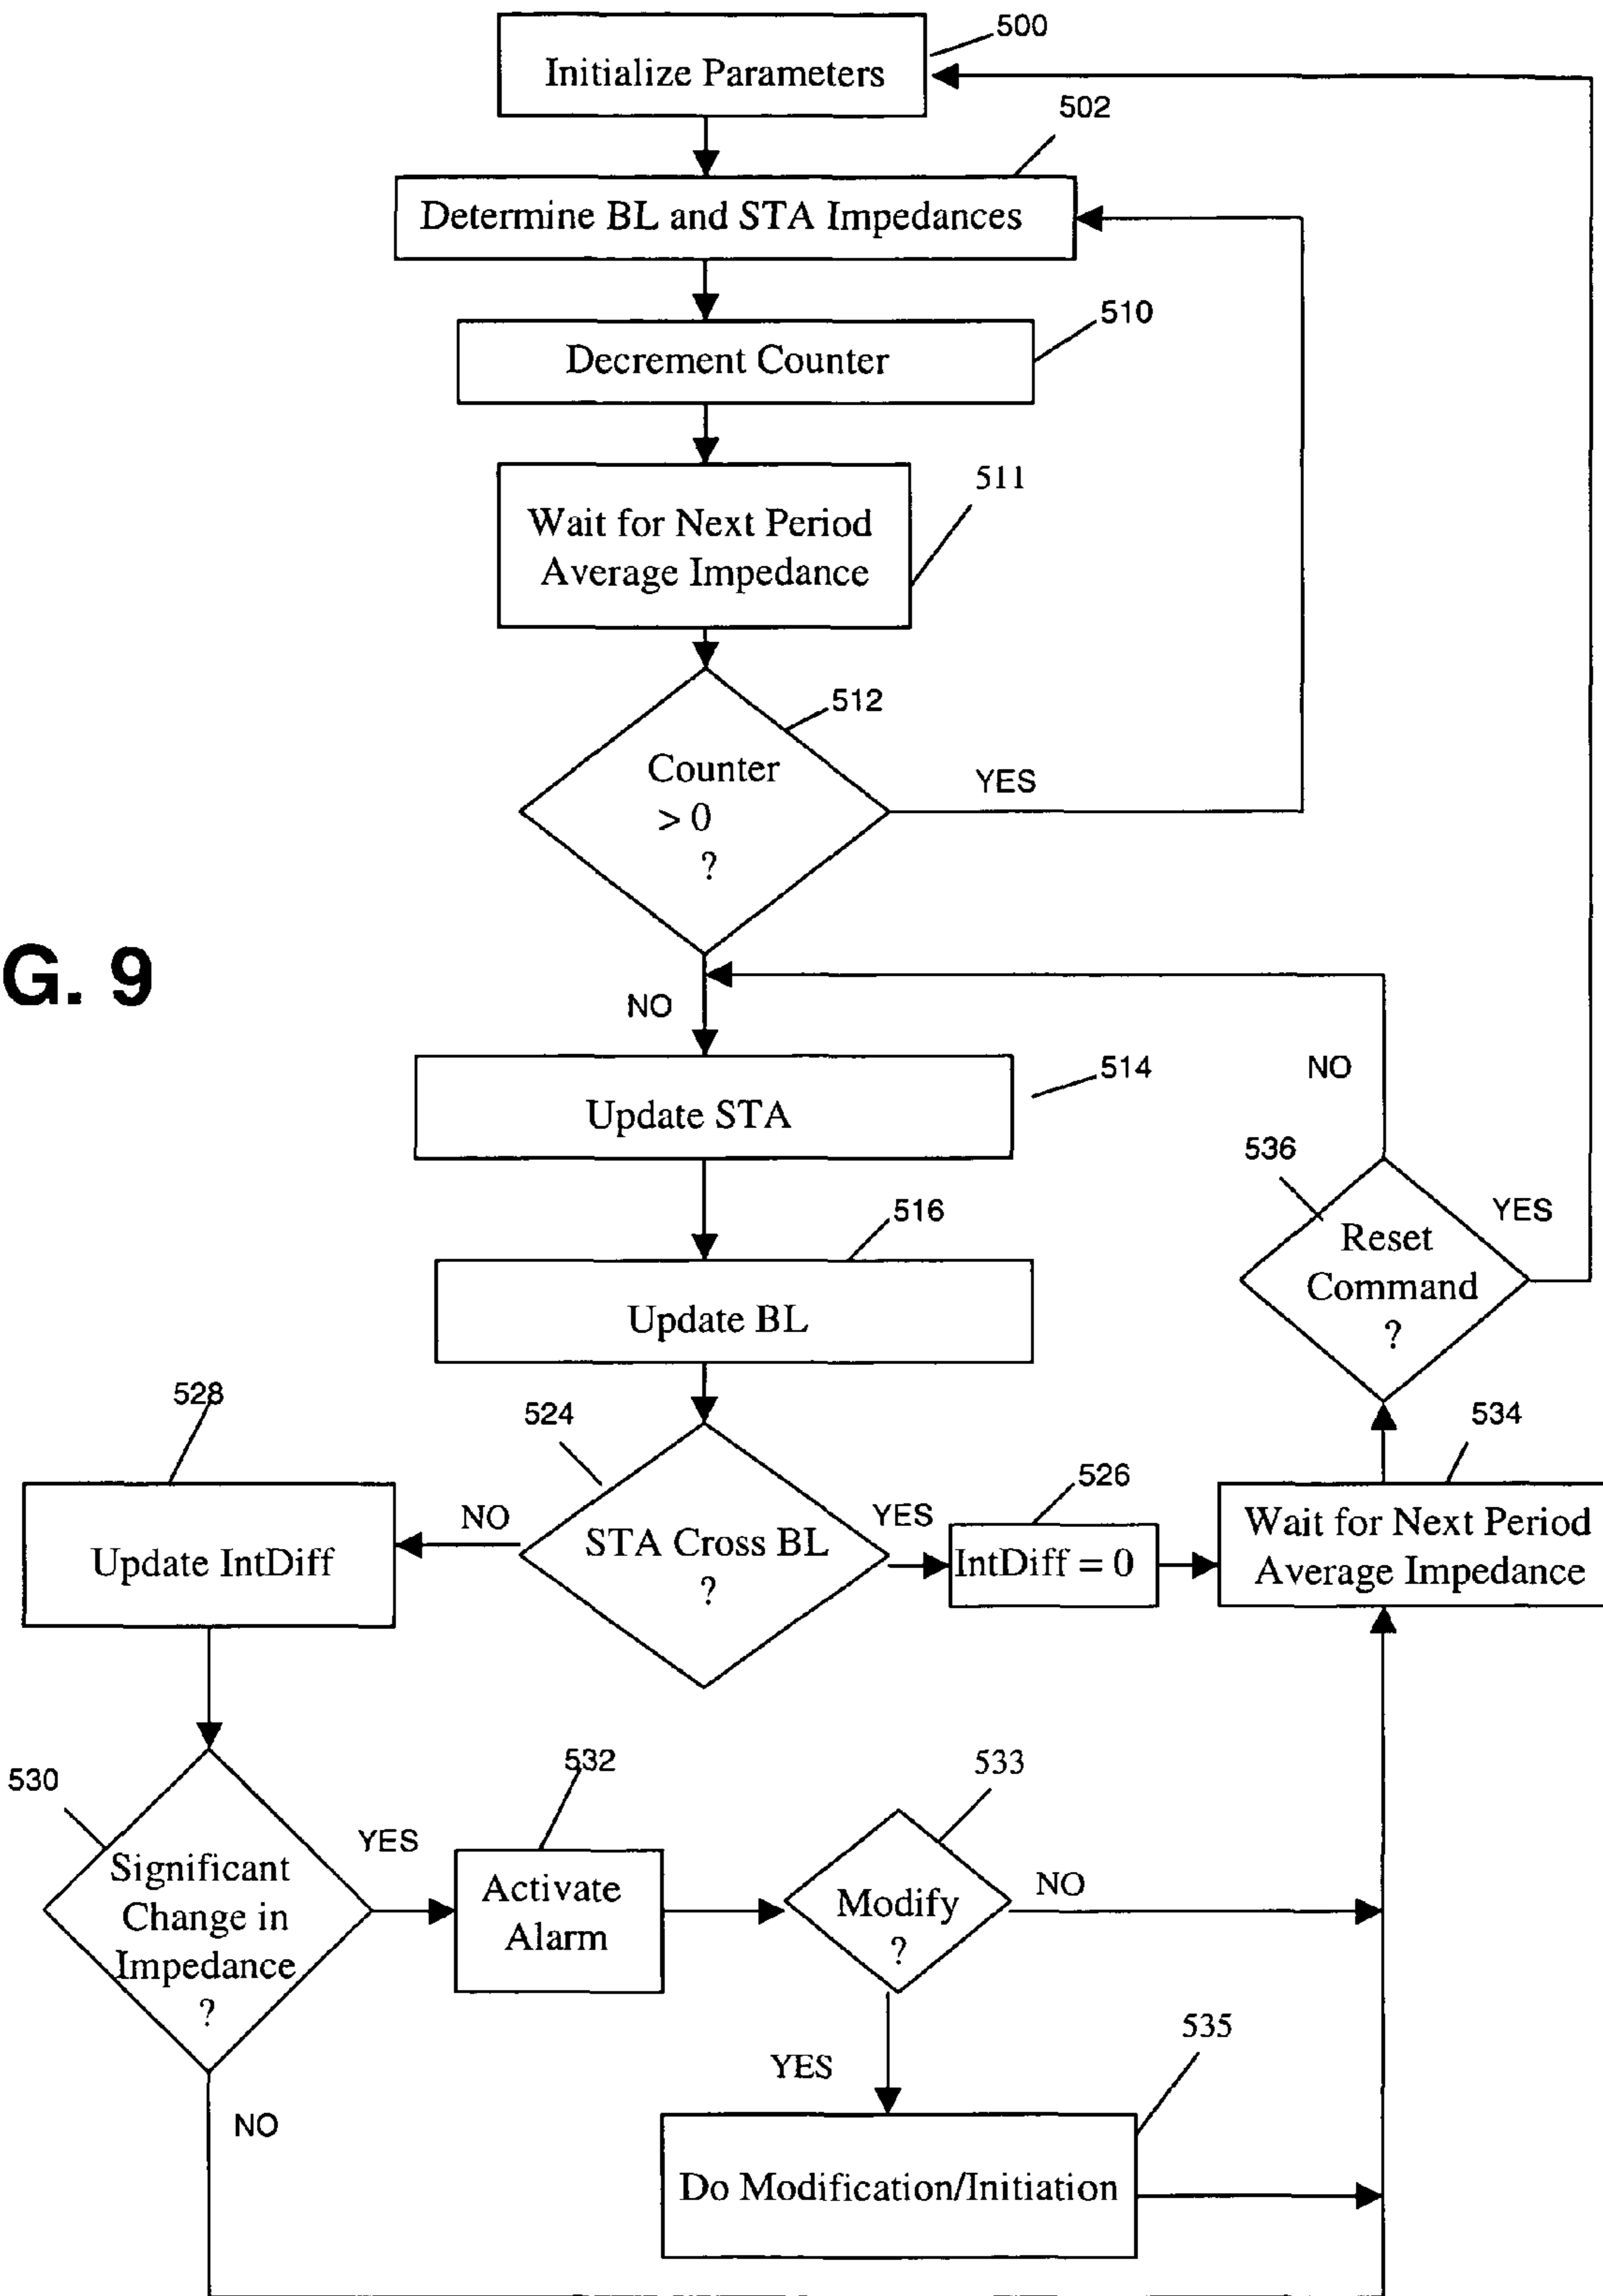 500
Initialize Parameters
502
Determine BL and STA Impedances
510
Decrement Counter
511
Wait for Next Period
Average Impedance
512
Counter
> 0
?
YES
G. 9
NO
514
Update STA
NO
536
Reset
Command
?
YES
516
Update BL
528
Update IntDiff
524
NO
STA Cross BL
?
YES
526
IntDiff = 0
534
Wait for Next Period
Average Impedance
530
Significant
Change in
Impedance
?
YES
532
Activate
Alarm
533
Modify
?
NO
YES
535
Do Modification/Initiation
NO